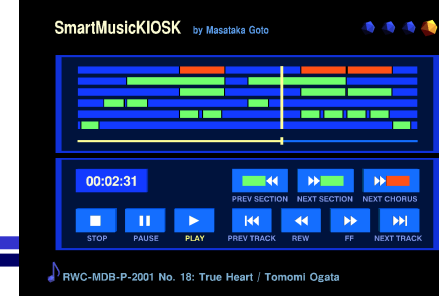 SmartMusicKIOSK by Masataka Goto
00:02:31
PREV SECTION NEXT SECTION NEXT CHORUS
STOP PAUSE PLAY PREV TRACK REW FF NEXT TRACK
RWC-MDB-P-2001 No. 18: True Heart / Tomomi Ogata